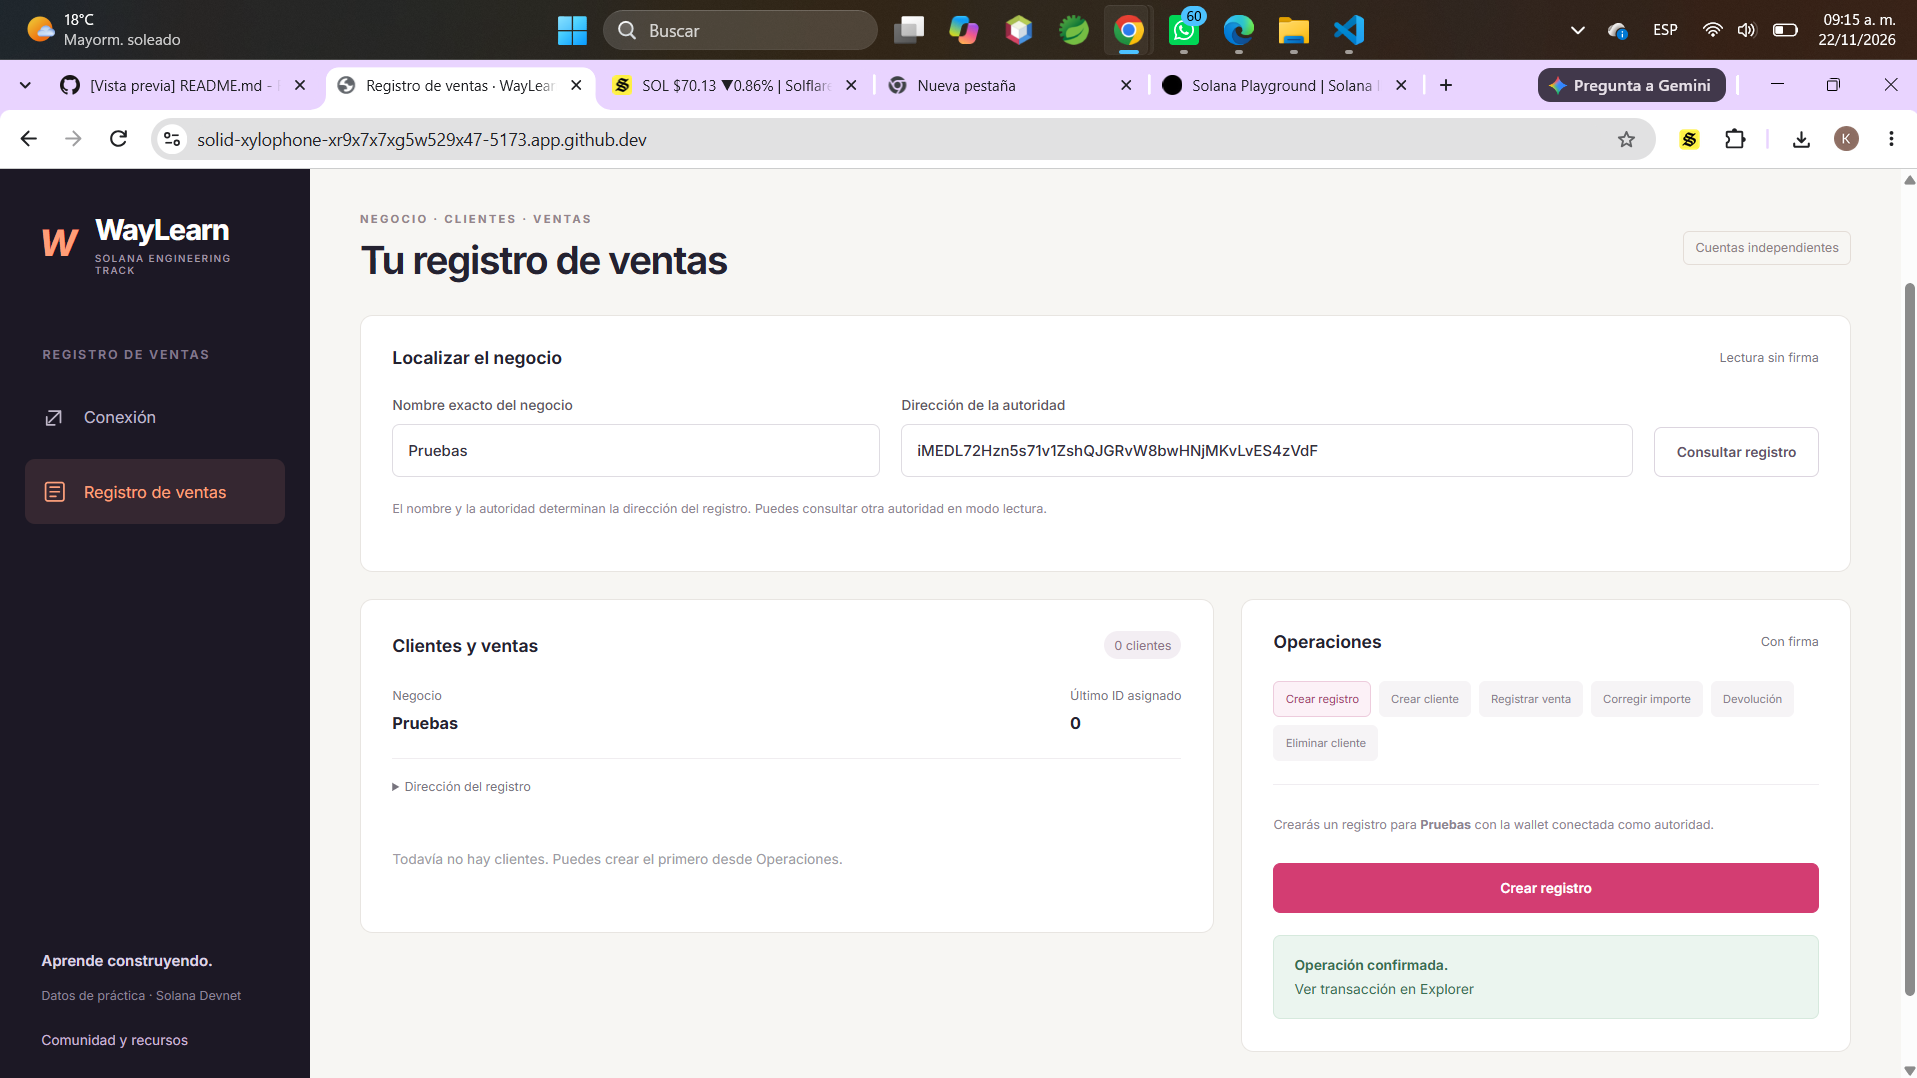 18°C
Mayorm. soleado
Buscar
60
ESP
09:15 a. m.
22/11/2026
[Vista previa] README.md -
Registro de ventas · WayLear
SOL $70.13 ▼0.86% | Solflare
Nueva pestaña
Solana Playground | Solana
Pregunta a Gemini
solid-xylophone-xr9x7x7xg5w529x47-5173.app.github.dev
K
W
WayLearn
SOLANA ENGINEERING
TRACK
REGISTRO DE VENTAS
Conexión
Registro de ventas
Aprende construyendo.
Datos de práctica · Solana Devnet
Comunidad y recursos
NEGOCIO · CLIENTES · VENTAS
Tu registro de ventas
Cuentas independientes
Localizar el negocio
Lectura sin firma
Nombre exacto del negocio
Dirección de la autoridad
Pruebas
iMEDL72Hzn5s71v1ZshQJGRvW8bwHNjMKvLvES4zVdF
Consultar registro
El nombre y la autoridad determinan la dirección del registro. Puedes consultar otra autoridad en modo lectura.
Clientes y ventas
0 clientes
Negocio
Último ID asignado
Pruebas
0
Dirección del registro
Todavía no hay clientes. Puedes crear el primero desde Operaciones.
Operaciones
Con firma
Crear registro
Crear cliente
Registrar venta
Corregir importe
Devolución
Eliminar cliente
Crearás un registro para Pruebas con la wallet conectada como autoridad.
Crear registro
Operación confirmada.
Ver transacción en Explorer